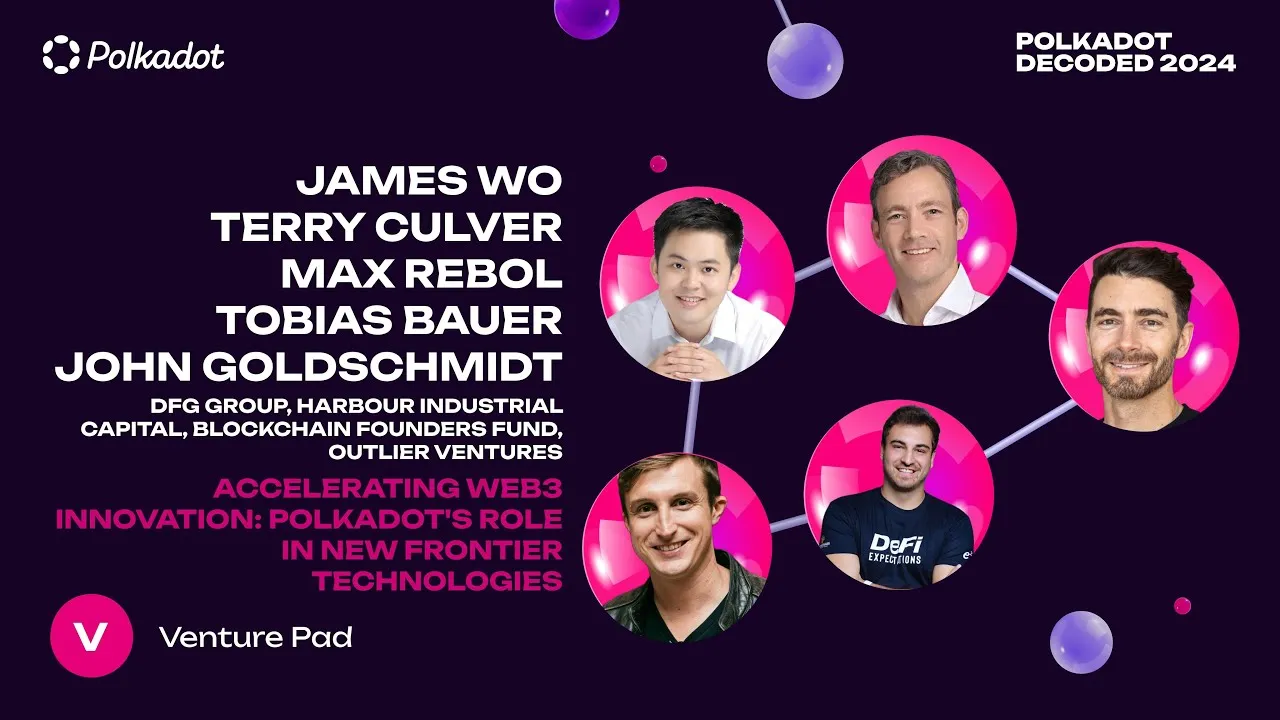 Polkadot
POLKADOT
DECODED 2024
JAMES WO
TERRY CULVER
MAX REBOL
TOBIAS BAUER
JOHN GOLDSCHMIDT
DFG GROUP, HARBOUR INDUSTRIAL
CAPITAL, BLOCKCHAIN FOUNDERS FUND,
OUTLIER VENTURES
ACCELERATING WEB3
INNOVATION: POLKADOT'S ROLE
IN NEW FRONTIER
TECHNOLOGIES
V
Venture Pad
DeFi